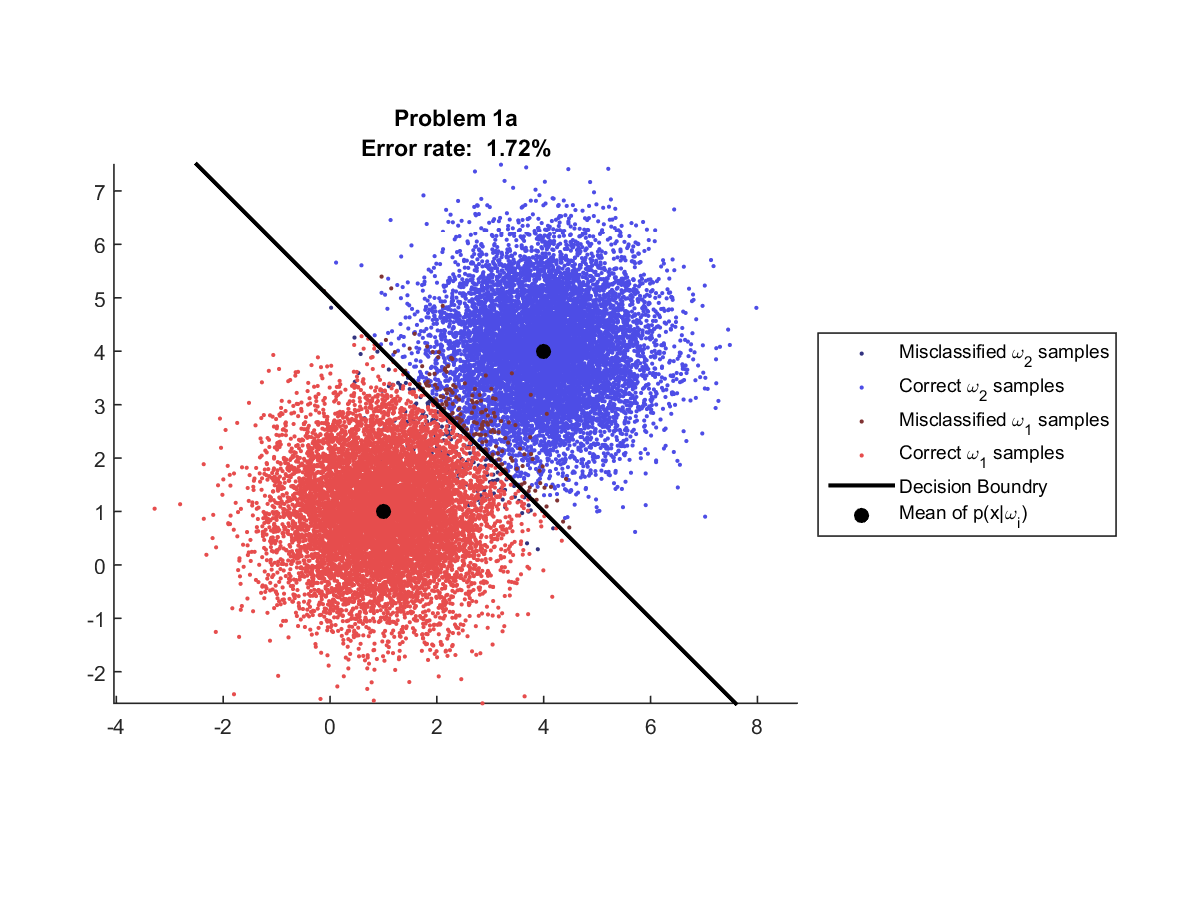 Problem 1a
Error rate:  1.72%
7
6
5
4
3
2
1
0
-1
-2
-4 -2 0 2 4 6 8
Misclassified ω2 samples
Correct ω2 samples
Misclassified ω1 samples
Correct ω1 samples
Decision Boundry
Mean of p(x|ωi)